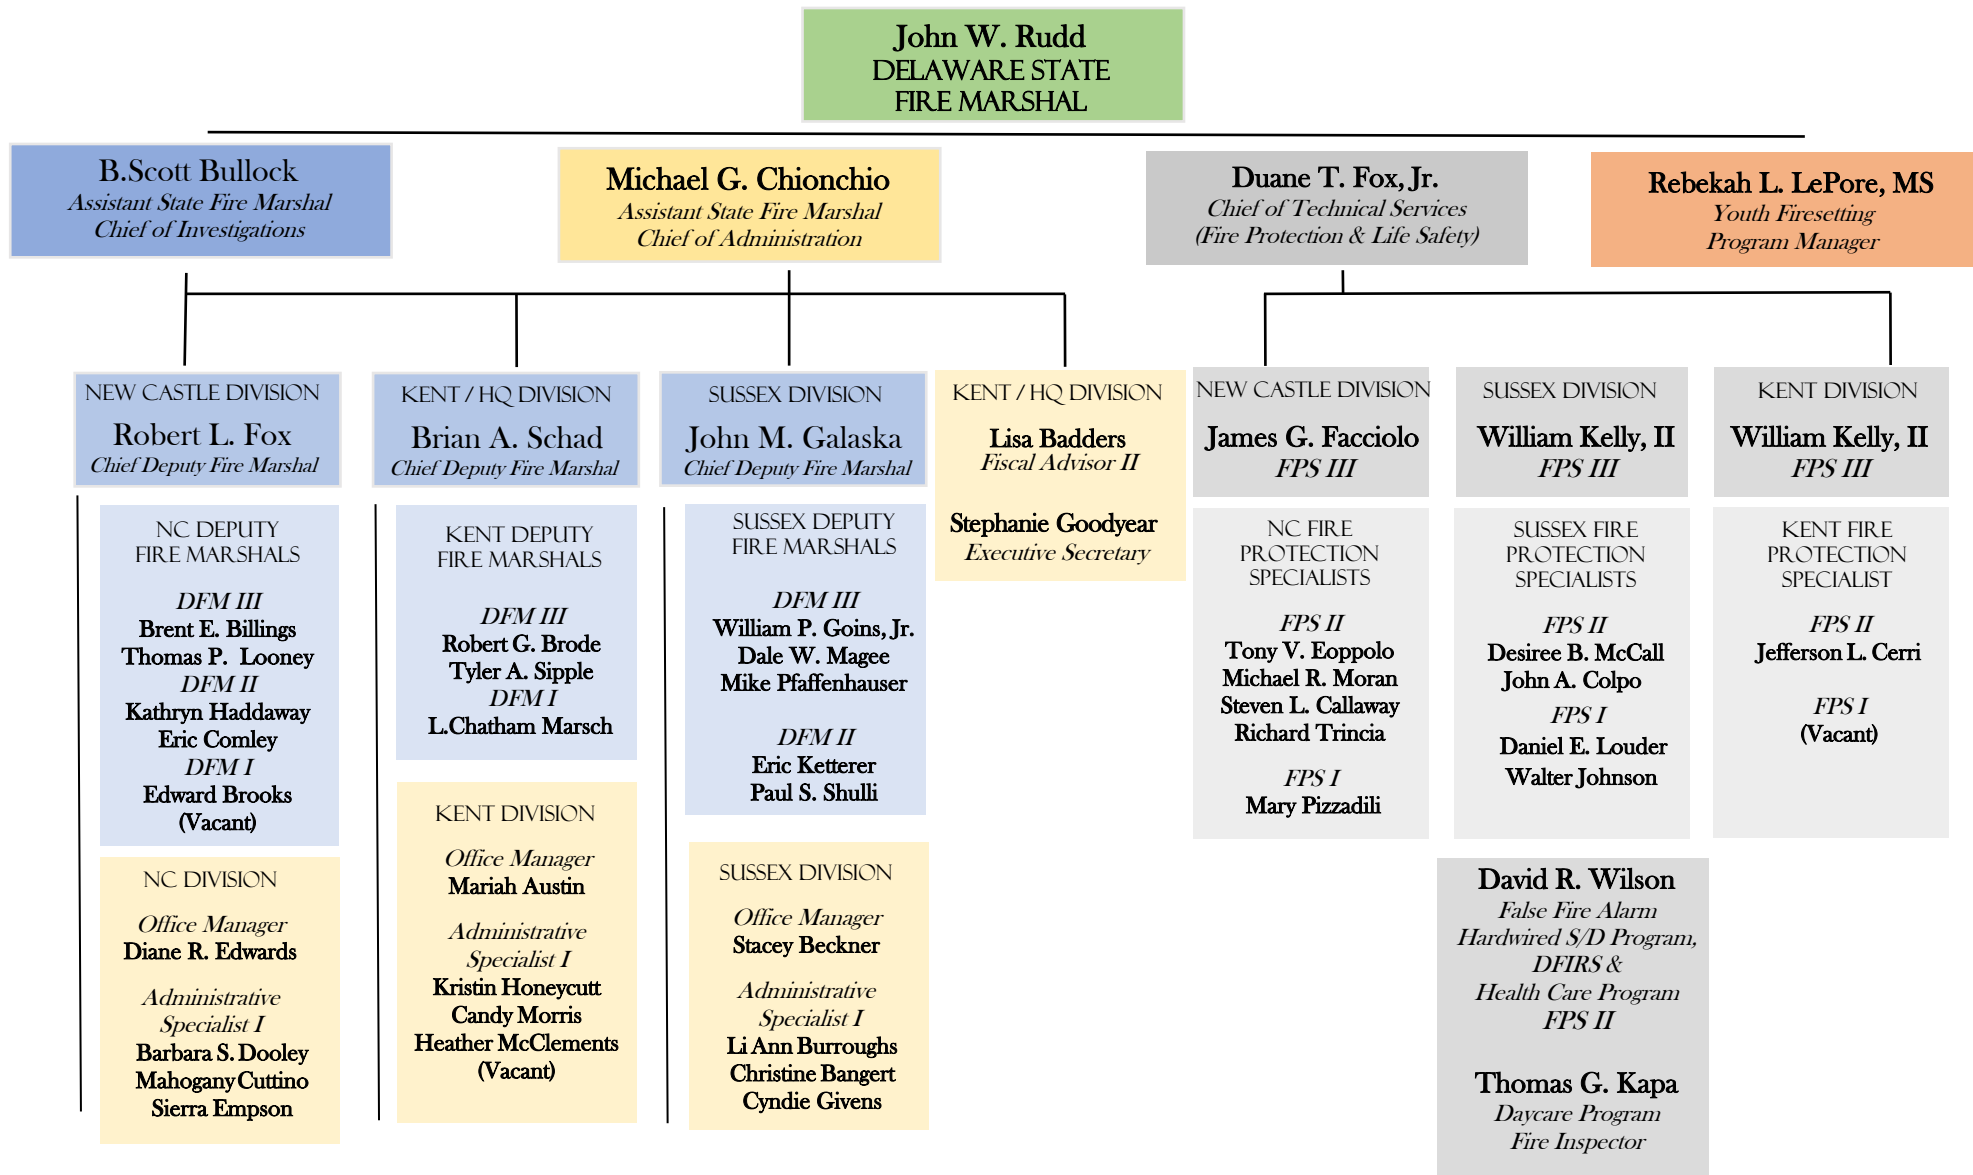 John W. Rudd
DELAWARE STATE
FIRE MARSHAL
B.Scott Bullock
Assistant State Fire Marshal
Chief of Investigations
Michael G. Chionchio
Assistant State Fire Marshal
Chief of Administration
Duane T. Fox, Jr.
Chief of Technical Services
(Fire Protection & Life Safety)
Rebekah L. LePore, MS
Youth Firesetting
Program Manager
NEW CASTLE DIVISION
Robert L. Fox
Chief Deputy Fire Marshal
NC DEPUTY
FIRE MARSHALS
DFM III
Brent E. Billings
Thomas P. Looney
DFM II
Kathryn Haddaway
Eric Comley
DFM I
Edward Brooks
(Vacant)
NC DIVISION
Office Manager
Diane R. Edwards
Administrative
Specialist I
Barbara S. Dooley
Mahogany Cuttino
Sierra Empson
KENT / HQ DIVISION
Brian A. Schad
Chief Deputy Fire Marshal
KENT DEPUTY
FIRE MARSHALS
DFM III
Robert G. Brode
Tyler A. Sipple
DFM I
L.Chatham Marsch
KENT DIVISION
Office Manager
Mariah Austin
Administrative
Specialist I
Kristin Honeycutt
Candy Morris
Heather McClements
(Vacant)
SUSSEX DIVISION
John M. Galaska
Chief Deputy Fire Marshal
SUSSEX DEPUTY
FIRE MARSHALS
DFM III
William P. Goins, Jr.
Dale W. Magee
Mike Pfaffenhauser
DFM II
Eric Ketterer
Paul S. Shulli
SUSSEX DIVISION
Office Manager
Stacey Beckner
Administrative
Specialist I
Li Ann Burroughs
Christine Bangert
Cyndie Givens
KENT / HQ DIVISION
Lisa Badders
Fiscal Advisor II
Stephanie Goodyear
Executive Secretary
NEW CASTLE DIVISION
James G. Facciolo
FPS III
NC FIRE
PROTECTION
SPECIALISTS
FPS II
Tony V. Eoppolo
Michael R. Moran
Steven L. Callaway
Richard Trincia
FPS I
Mary Pizzadili
SUSSEX DIVISION
William Kelly, II
FPS III
SUSSEX FIRE
PROTECTION
SPECIALISTS
FPS II
Desiree B. McCall
John A. Colpo
FPS I
Daniel E. Louder
Walter Johnson
David R. Wilson
False Fire Alarm
Hardwired S/D Program,
DFIRS &
Health Care Program
FPS II
Thomas G. Kapa
Daycare Program
Fire Inspector
KENT DIVISION
William Kelly, II
FPS III
KENT FIRE
PROTECTION
SPECIALIST
FPS II
Jefferson L. Cerri
FPS I
(Vacant)